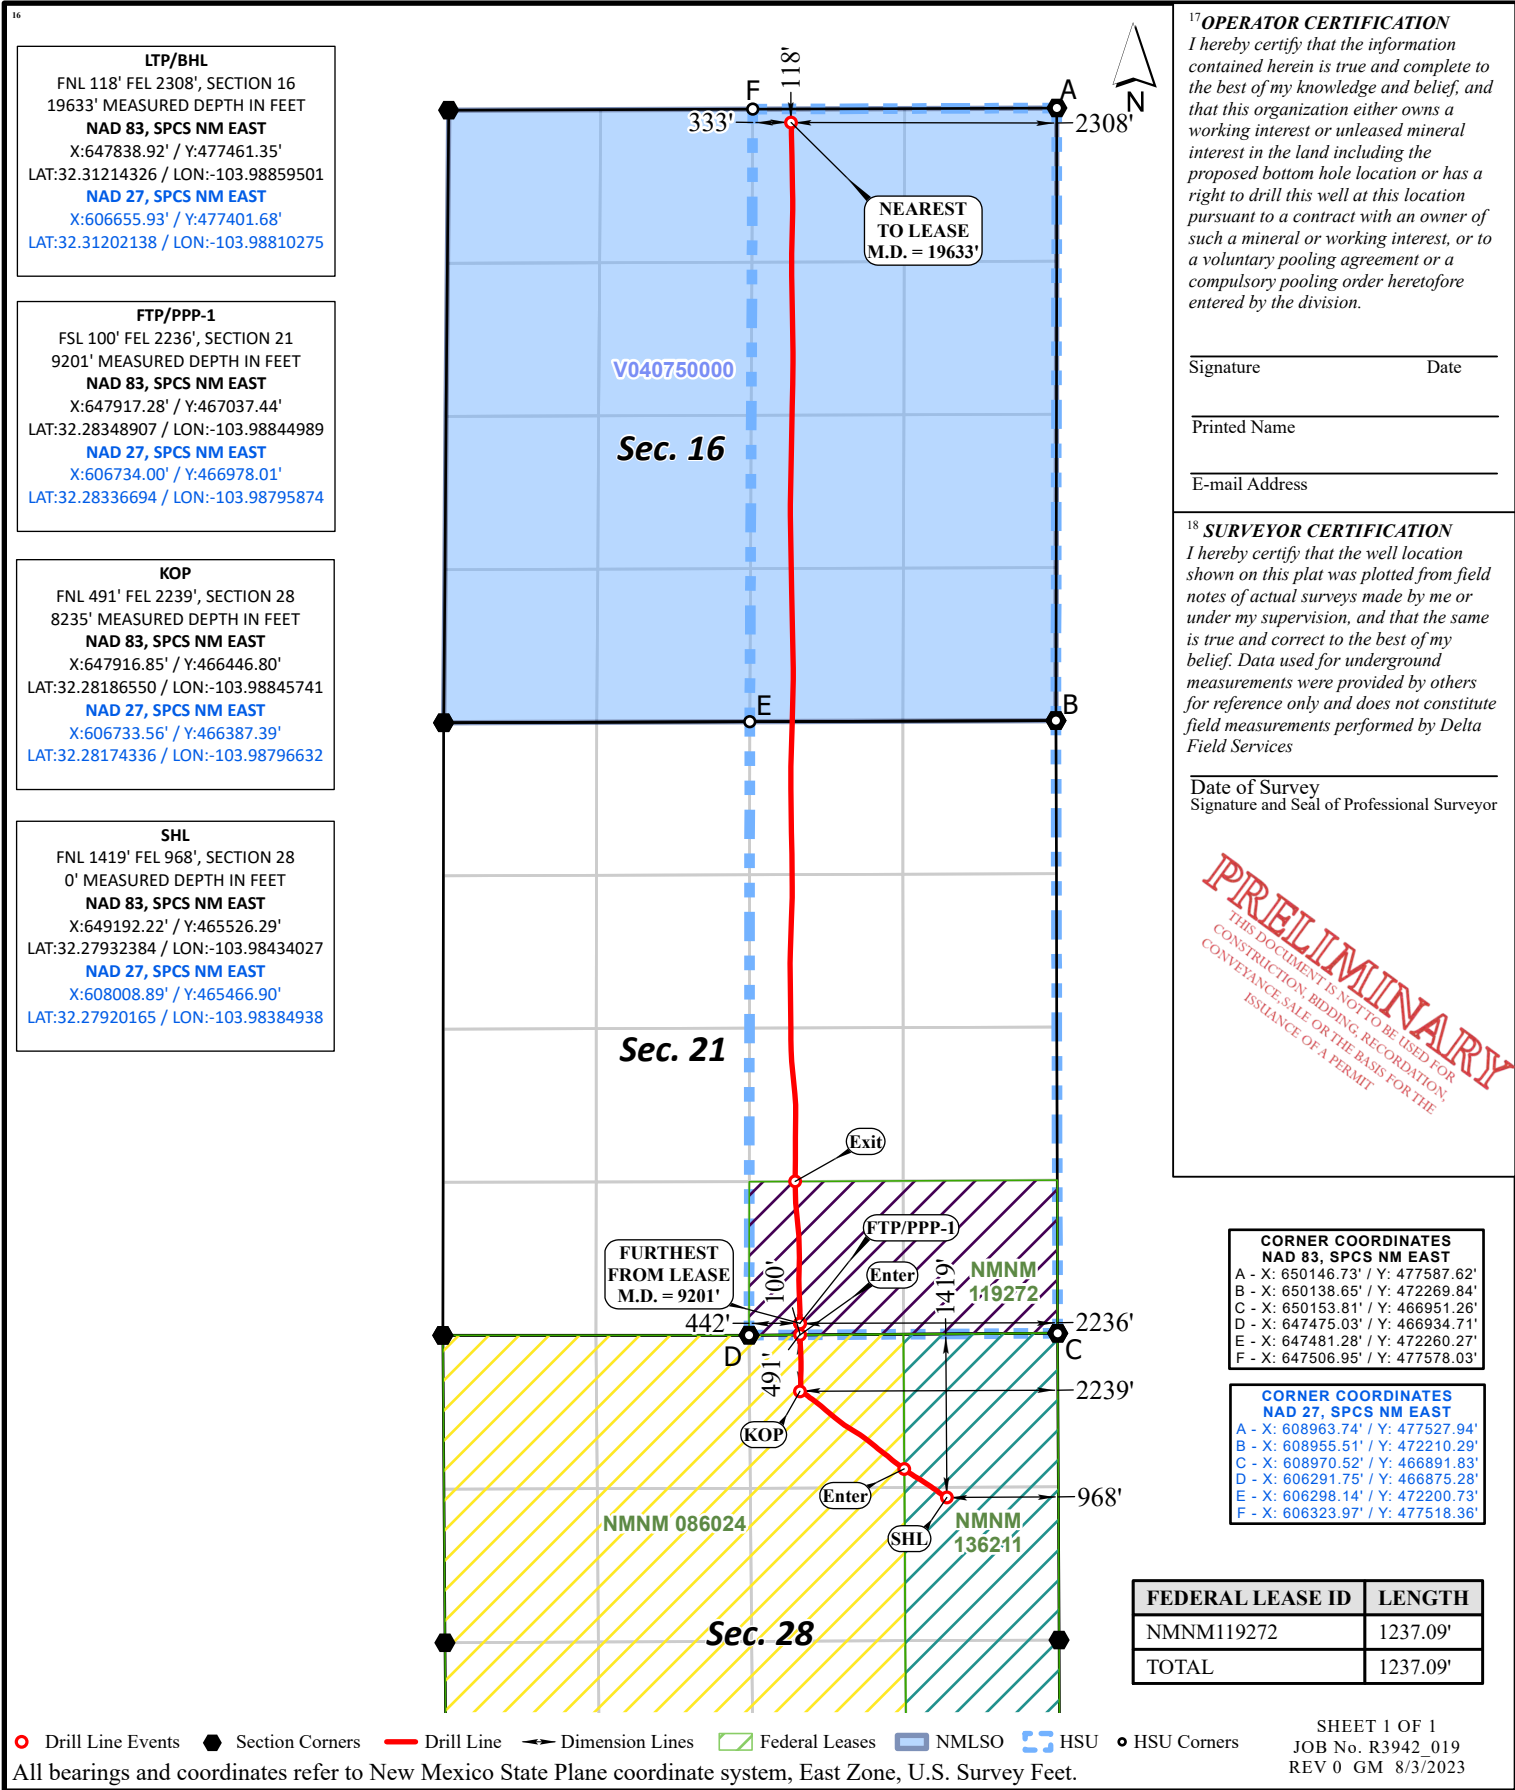 16
LTP/BHL
FNL 118' FEL 2308', SECTION 16
19633' MEASURED DEPTH IN FEET
NAD 83, SPCS NM EAST
X:647838.92' / Y:477461.35'
LAT:32.31214326 / LON:-103.98859501
NAD 27, SPCS NM EAST
X:606655.93' / Y:477401.68'
LAT:32.31202138 / LON:-103.98810275
FTP/PPP-1
FSL 100' FEL 2236', SECTION 21
9201' MEASURED DEPTH IN FEET
NAD 83, SPCS NM EAST
X:647917.28' / Y:467037.44'
LAT:32.28348907 / LON:-103.98844989
NAD 27, SPCS NM EAST
X:606734.00' / Y:466978.01'
LAT:32.28336694 / LON:-103.98795874
KOP
FNL 491' FEL 2239', SECTION 28
8235' MEASURED DEPTH IN FEET
NAD 83, SPCS NM EAST
X:647916.85' / Y:466446.80'
LAT:32.28186550 / LON:-103.98845741
NAD 27, SPCS NM EAST
X:606733.56' / Y:466387.39'
LAT:32.28174336 / LON:-103.98796632
SHL
FNL 1419' FEL 968', SECTION 28
0' MEASURED DEPTH IN FEET
NAD 83, SPCS NM EAST
X:649192.22' / Y:465526.29'
LAT:32.27932384 / LON:-103.98434027
NAD 27, SPCS NM EAST
X:608008.89' / Y:465466.90'
LAT:32.27920165 / LON:-103.98384938
118'
N
F
A
333'
2308'
NEAREST
TO LEASE
M.D. = 19633'
V040750000
Sec. 16
E
B
Sec. 21
Exit
FTP/PPP-1
FURTHEST
FROM LEASE
M.D. = 9201'
100'
Enter
1419'
NMNM
119272
442'
2236'
D
C
491'
2239'
KOP
Enter
968'
NMNM 086024
SHL
NMNM
136211
Sec. 28
17 OPERATOR CERTIFICATION
I hereby certify that the information
contained herein is true and complete to
the best of my knowledge and belief, and
that this organization either owns a
working interest or unleased mineral
interest in the land including the
proposed bottom hole location or has a
right to drill this well at this location
pursuant to a contract with an owner of
such a mineral or working interest, or to
a voluntary pooling agreement or a
compulsory pooling order heretofore
entered by the division.
Signature Date
Printed Name
E-mail Address
18 SURVEYOR CERTIFICATION
I hereby certify that the well location
shown on this plat was plotted from field
notes of actual surveys made by me or
under my supervision, and that the same
is true and correct to the best of my
belief. Data used for underground
measurements were provided by others
for reference only and does not constitute
field measurements performed by Delta
Field Services
Date of Survey
Signature and Seal of Professional Surveyor
PRELIMINARY
THIS DOCUMENT IS NOT TO BE USED FOR
CONSTRUCTION, BIDDING, RECORDATION,
CONVEYANCE,SALE OR THE BASIS FOR THE
ISSUANCE OF A PERMIT
CORNER COORDINATES
NAD 83, SPCS NM EAST
A - X: 650146.73' / Y: 477587.62'
B - X: 650138.65' / Y: 472269.84'
C - X: 650153.81' / Y: 466951.26'
D - X: 647475.03' / Y: 466934.71'
E - X: 647481.28' / Y: 472260.27'
F - X: 647506.95' / Y: 477578.03'
CORNER COORDINATES
NAD 27, SPCS NM EAST
A - X: 608963.74' / Y: 477527.94'
B - X: 608955.51' / Y: 472210.29'
C - X: 608970.52' / Y: 466891.83'
D - X: 606291.75' / Y: 466875.28'
E - X: 606298.14' / Y: 472200.73'
F - X: 606323.97' / Y: 477518.36'
FEDERAL LEASE ID LENGTH
NMNM119272 1237.09'
TOTAL 1237.09'
Drill Line Events Section Corners Drill Line Dimension Lines Federal Leases NMLSO HSU HSU Corners
All bearings and coordinates refer to New Mexico State Plane coordinate system, East Zone, U.S. Survey Feet.
SHEET 1 OF 1
JOB No. R3942_019
REV 0 GM 8/3/2023